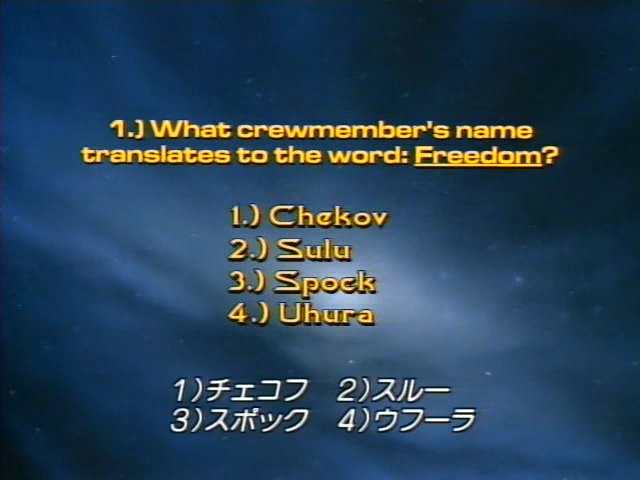 1.) What crewmember's name
translates to the word: Freedom?
1.) Chekov
2.) Sulu
3.) Spock
4.) Uhura
1)チェコフ 2)スルー
3)スポック 4)ウフーラ